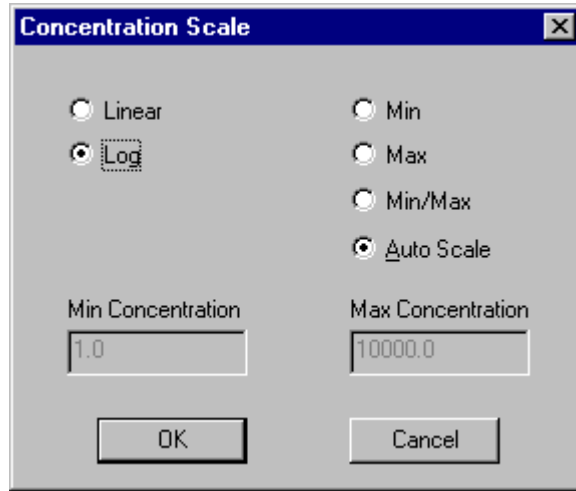 Concentration Scale
Linear
Log
Min
Max
Min/Max
Auto Scale
Min Concentration
1.0
Max Concentration
10000.0
OK
Cancel